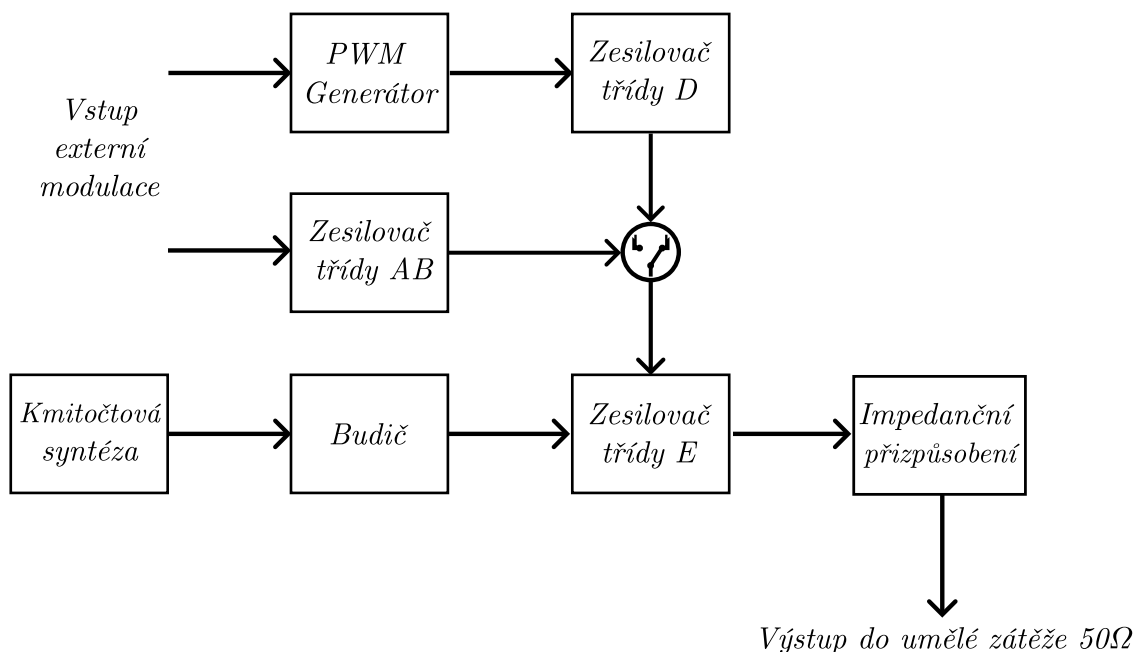 PWM
Generátor
Zesilovač
třídy D
Vstup
externí
modulace
Zesilovač
třídy AB
Kmitočtová
syntéza
Budič
Zesilovač
třídy E
Impedanční
přizpůsobení
Výstup do umělé zátěže 50Ω